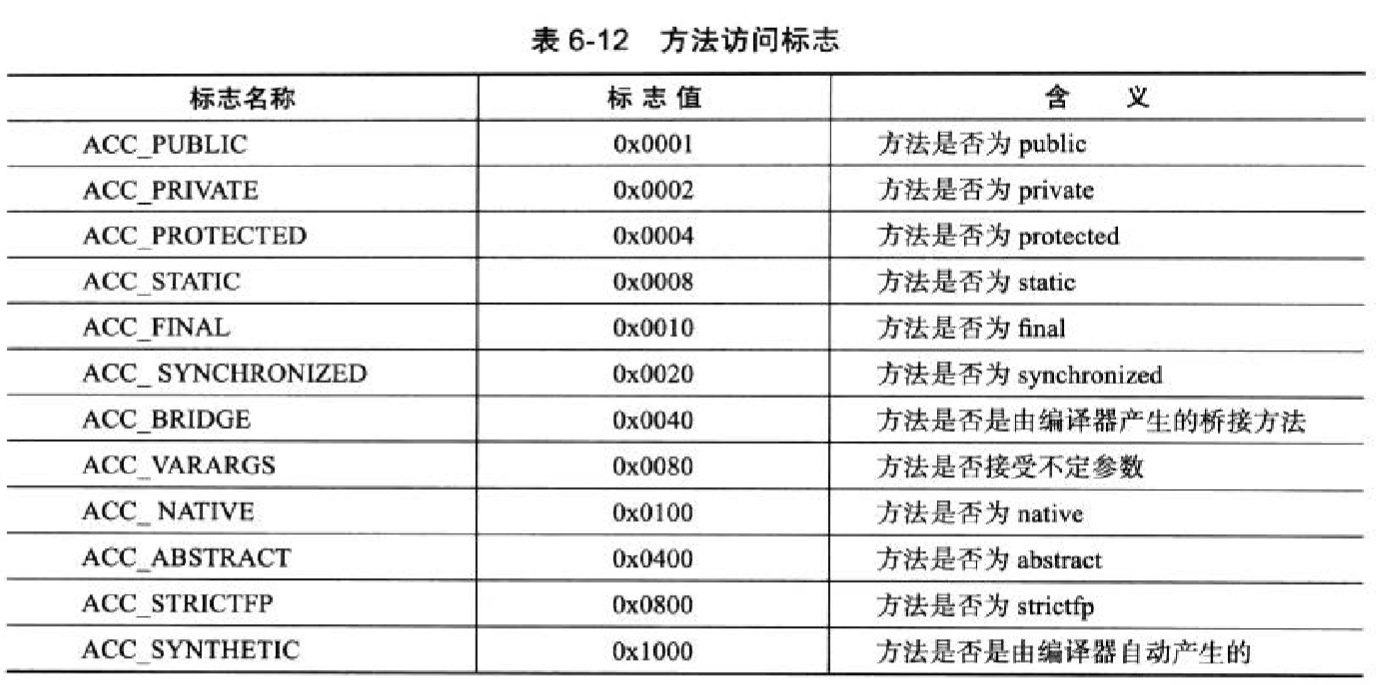 表 6-12 方法访问标志
标志名称 标 志 值 含 义
ACC_PUBLIC 0x0001 方法是否为 public
ACC_PRIVATE 0x0002 方法是否为 private
ACC_PROTECTED 0x0004 方法是否为 protected
ACC_STATIC 0x0008 方法是否为 static
ACC_FINAL 0x0010 方法是否为 final
ACC_ SYNCHRONIZED 0x0020 方法是否为 synchronized
ACC_BRIDGE 0x0040 方法是否是由编译器产生的桥接方法
ACC_VARARGS 0x0080 方法是否接受不定参数
ACC_ NATIVE 0x0100 方法是否为 native
ACC_ABSTRACT 0x0400 方法是否为 abstract
ACC_STRICTFP 0x0800 方法是否为 strictfp
ACC_SYNTHETIC 0x1000 方法是否是由编译器自动产生的